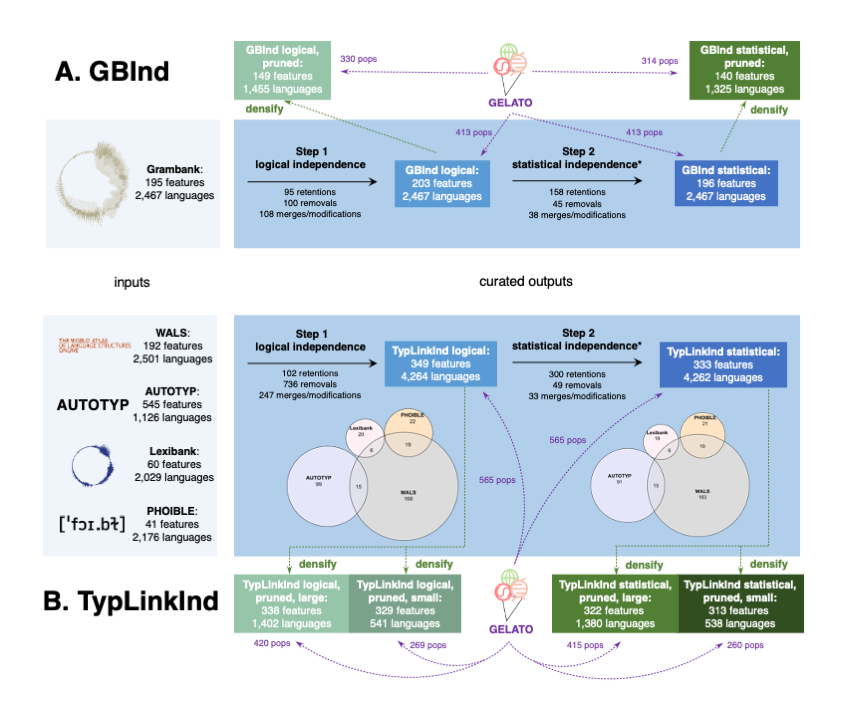 A. GBInd
GBInd logical,
pruned:
149 features
1,455 languages
densify
330 pops
GELATO
314 pops
GBInd statistical,
pruned:
140 features
1,325 languages
densify
Grambank:
195 features
2,467 languages
Step 1
logical independence
95 retentions
100 removals
108 merges/modifications
413 pops
GBInd logical:
203 features
2,467 languages
Step 2
statistical independence*
158 retentions
45 removals
38 merges/modifications
413 pops
GBInd statistical:
196 features
2,467 languages
inputs
curated outputs
THE WORLD ATLAS
OF LANGUAGE STRUCTURES
ONLINE
WALS:
192 features
2,501 languages
AUTOTYP
AUTOTYP:
545 features
1,126 languages
Lexibank:
60 features
2,029 languages
['fɔɪ.bɫ̩]
PHOIBLE:
41 features
2,176 languages
Step 1
logical independence
102 retentions
736 removals
247 merges/modifications
TypLinkInd logical:
349 features
4,264 languages
Step 2
statistical independence*
300 retentions
49 removals
33 merges/modifications
TypLinkInd statistical:
333 features
4,262 languages
Lexibank
20
PHOIBLE
22
6
19
AUTOTYP
99
15
WALS
168
565 pops
565 pops
Lexibank
18
PHOIBLE
21
6
19
AUTOTYP
91
15
WALS
163
densify
densify
densify
densify
B. TypLinkInd
TypLinkInd logical,
pruned, large:
338 features
1,402 languages
TypLinkInd logical,
pruned, small:
329 features
541 languages
GELATO
TypLinkInd statistical,
pruned, large:
322 features
1,380 languages
TypLinkInd statistical,
pruned, small:
313 features
538 languages
420 pops
269 pops
415 pops
260 pops